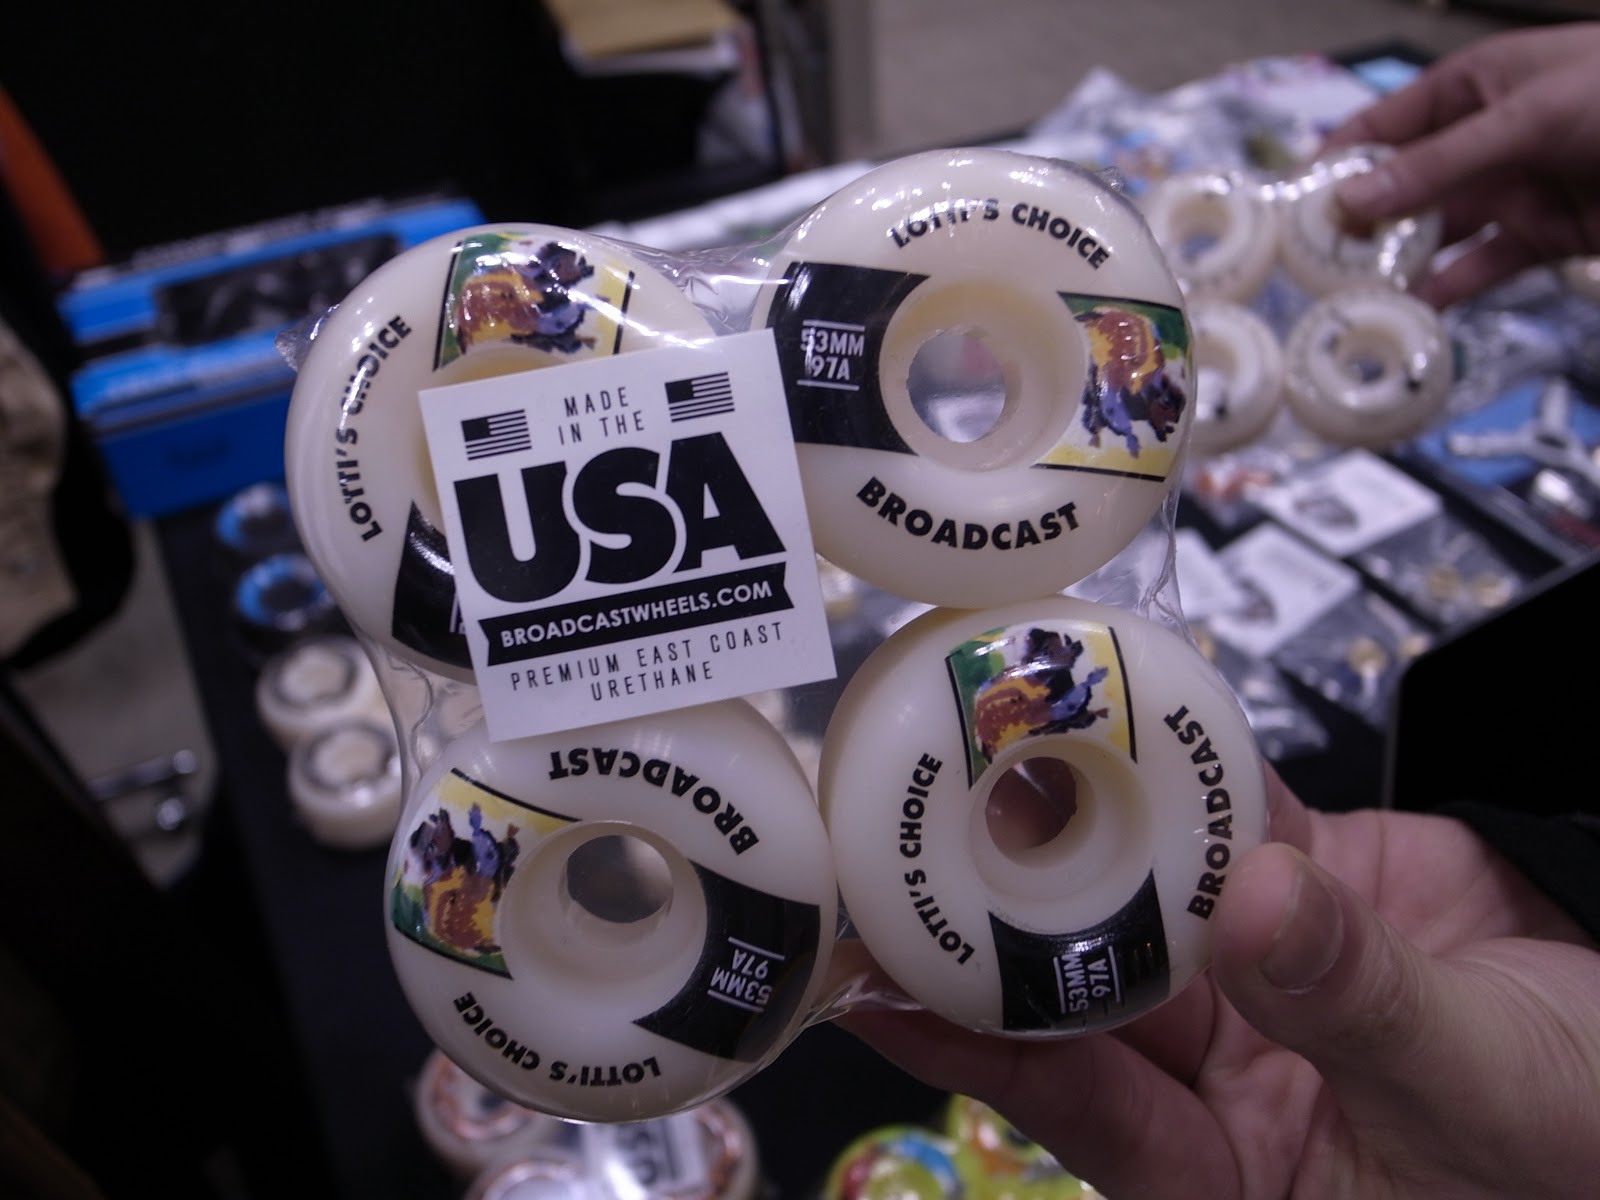 LOTTI'S CHOICE
LOTTI'S CHOICE
53MM
97A
BROADCAST
MADE
IN THE
USA
BROADCASTWHEELS.COM
PREMIUM EAST COAST
URETHANE
BROADCAST
53MM
97A
LOTTI'S CHOICE
LOTTI'S CHOICE
BROADCAST
53MM
97A